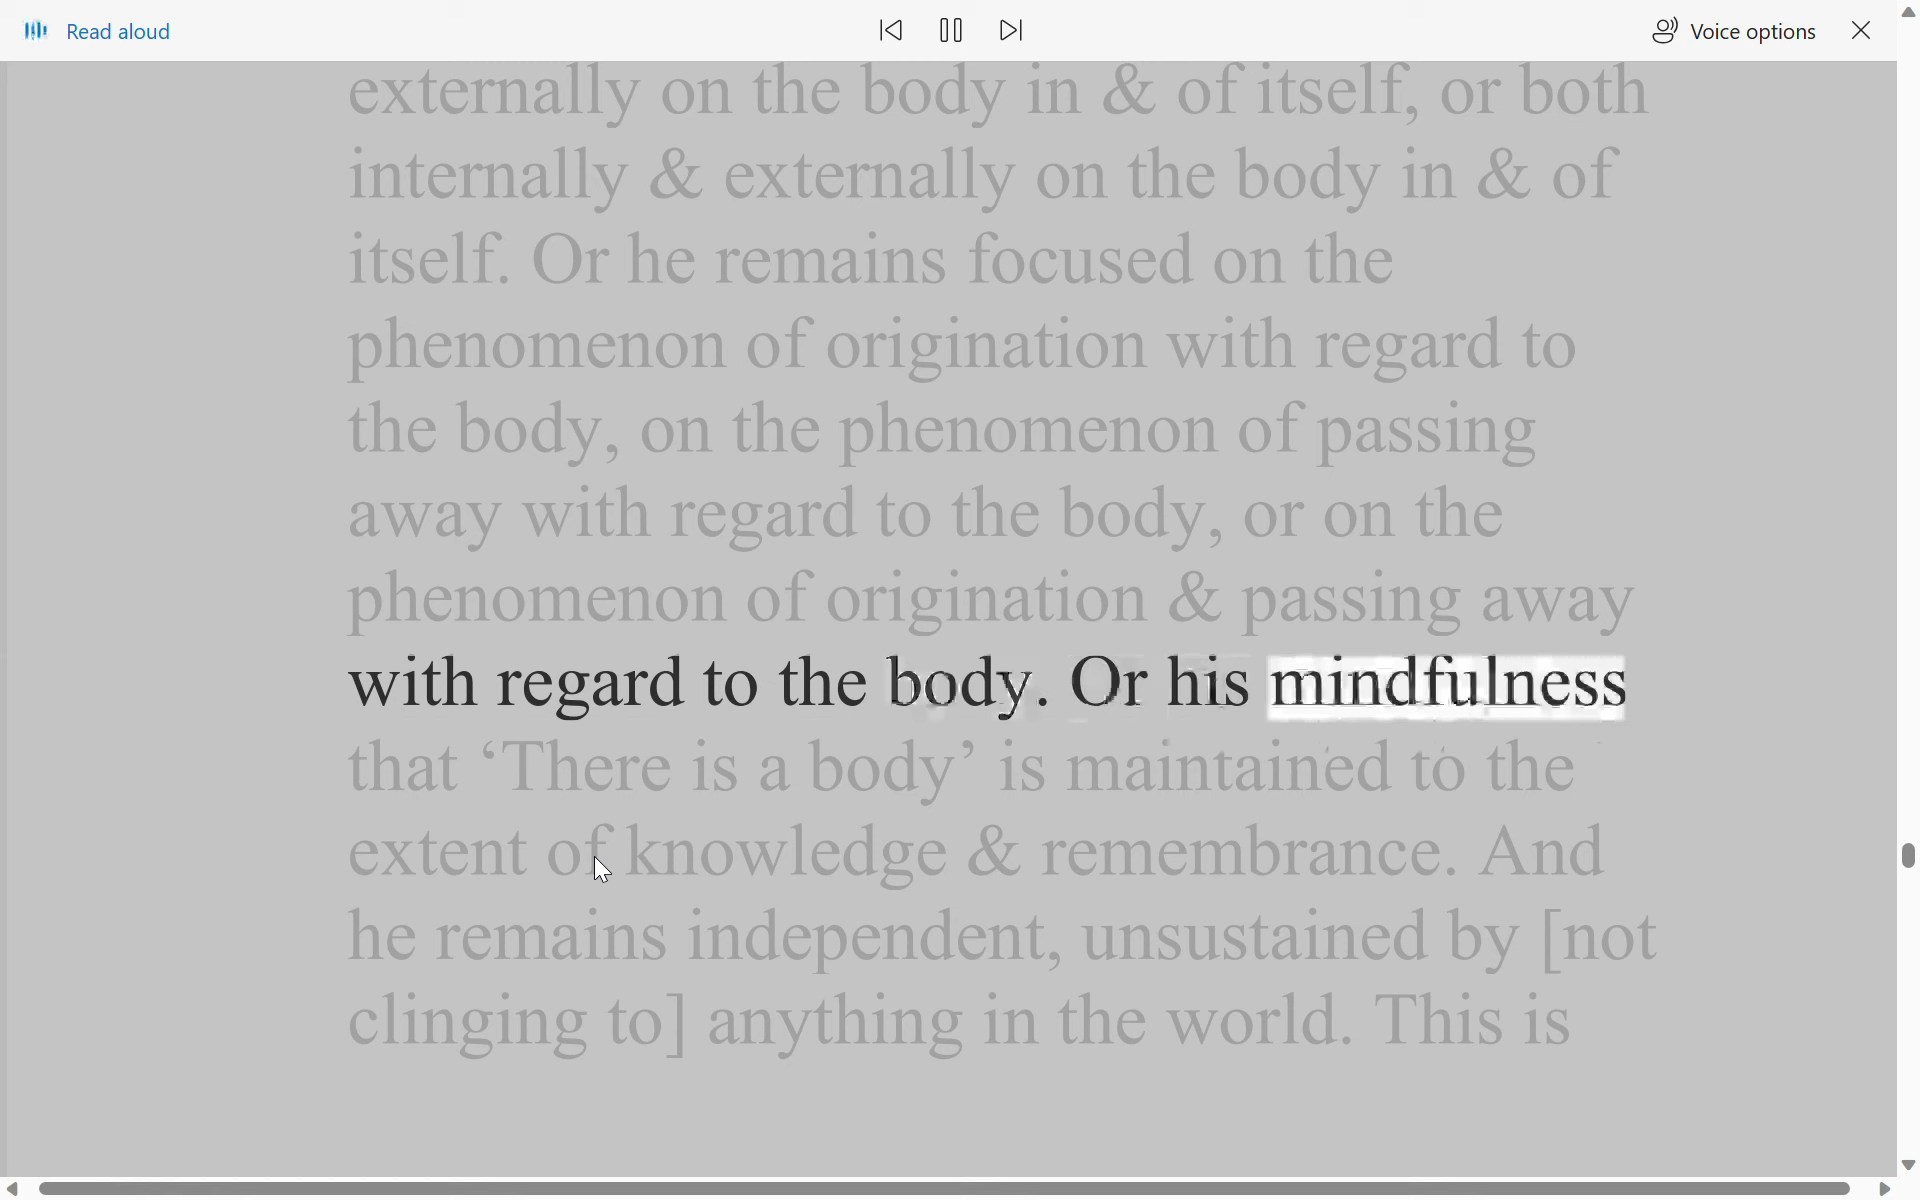 Read aloud
Voice options
externally on the body in & of itself, or both
internally & externally on the body in & of
itself. Or he remains focused on the
phenomenon of origination with regard to
the body, on the phenomenon of passing
away with regard to the body, or on the
phenomenon of origination & passing away
with regard to the body. Or his mindfulness
that ‘There is a body’ is maintained to the
extent of knowledge & remembrance. And
he remains independent, unsustained by [not
clinging to] anything in the world. This is